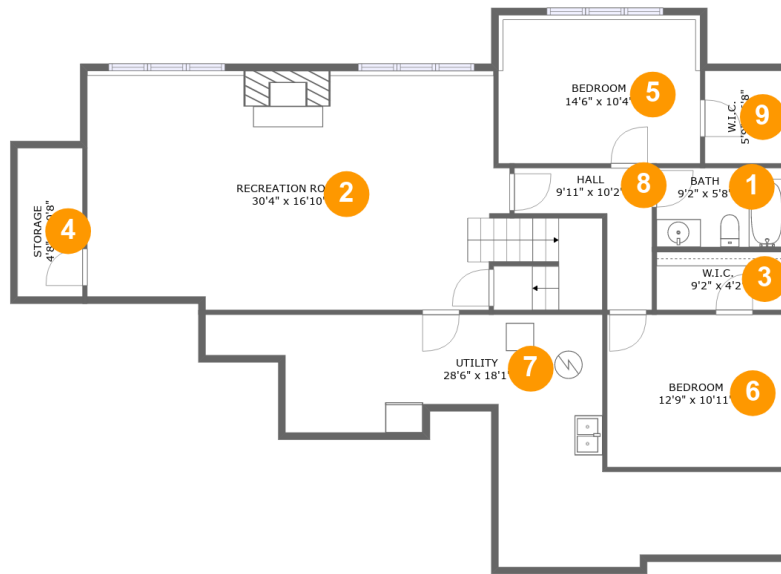 BEDROOM
14'6" x 10'4"
5
9
W.I.C.
RECREATION RO
30'4" x 16'10"
2
HALL
9'11" x 10'2"
8
BATH
9'2" x 5'8"
1
STORAGE
4'8"
4
W.I.C.
9'2" x 4'2"
3
UTILITY
28'6" x 18'1"
7
BEDROOM
12'9" x 10'11"
6